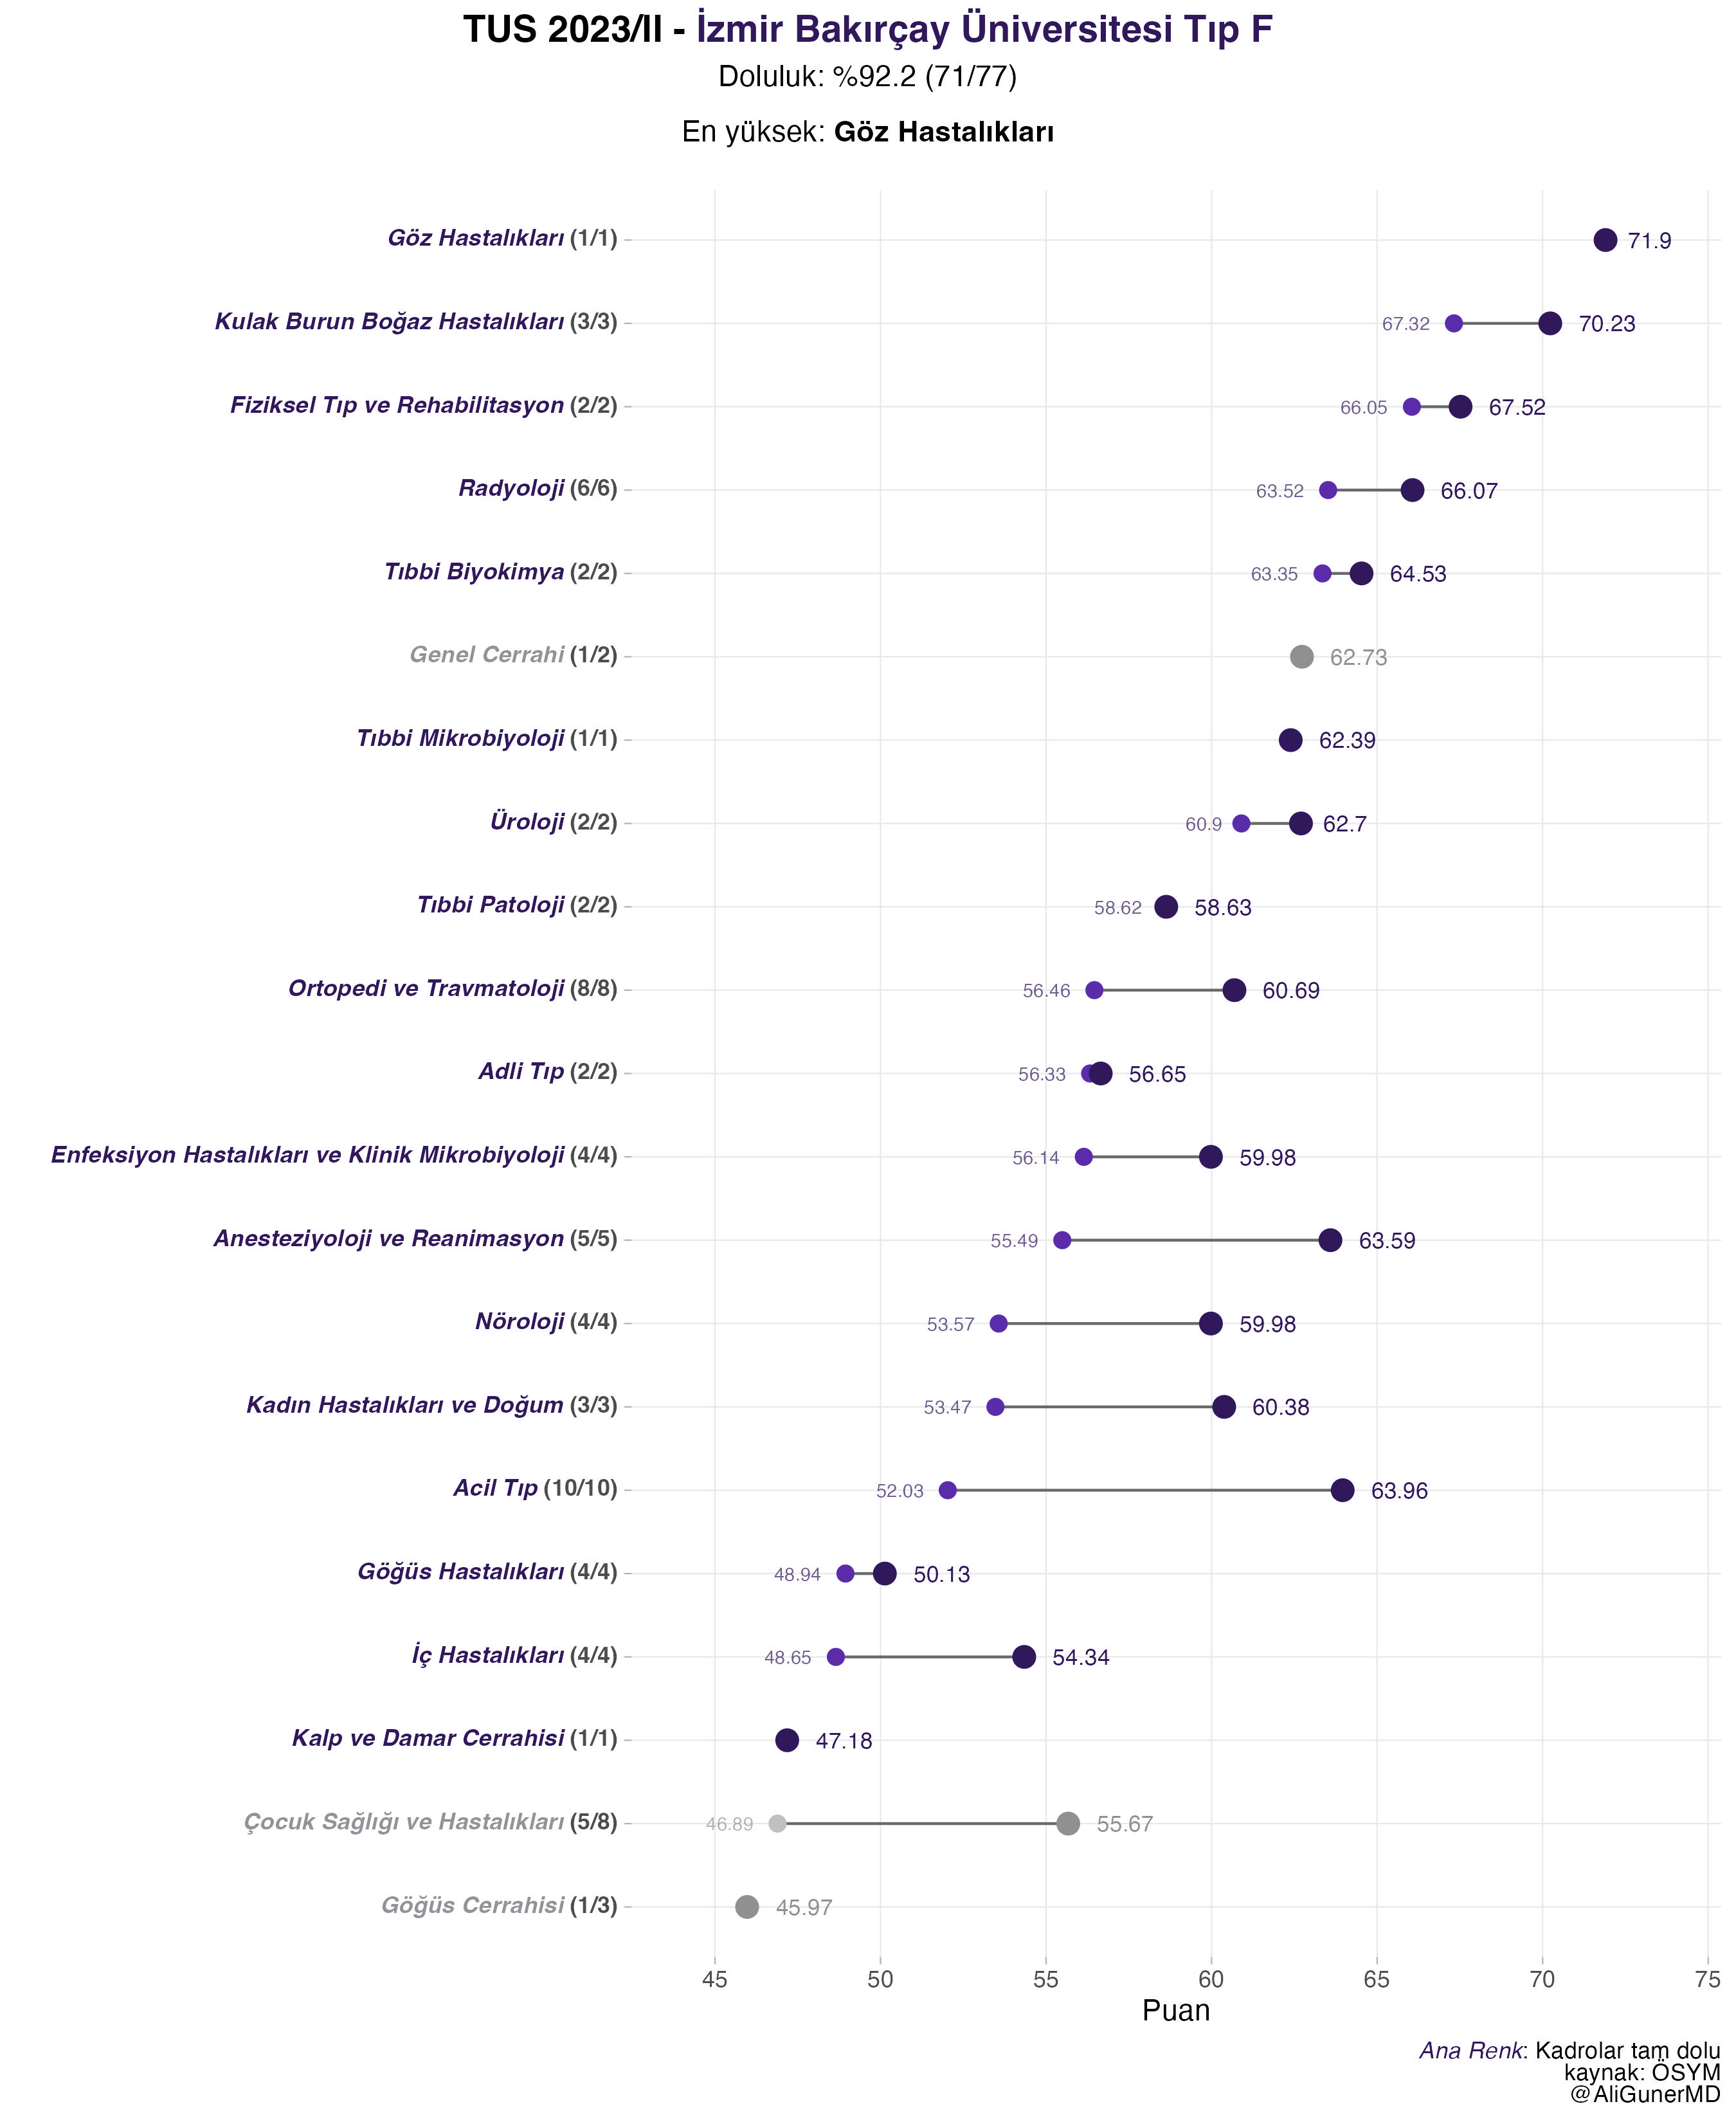 TUS 2023/II - İzmir Bakırçay Üniversitesi Tıp F
Doluluk: %92.2 (71/77)
En yüksek: Göz Hastalıkları
Göz Hastalıkları (1/1) 71.9
Kulak Burun Boğaz Hastalıkları (3/3) 67.32 70.23
Fiziksel Tıp ve Rehabilitasyon (2/2) 66.05 67.52
Radyoloji (6/6) 63.52 66.07
Tıbbi Biyokimya (2/2) 63.35 64.53
Genel Cerrahi (1/2) 62.73
Tıbbi Mikrobiyoloji (1/1) 62.39
Üroloji (2/2) 60.9 62.7
Tıbbi Patoloji (2/2) 58.62 58.63
Ortopedi ve Travmatoloji (8/8) 56.46 60.69
Adli Tıp (2/2) 56.33 56.65
Enfeksiyon Hastalıkları ve Klinik Mikrobiyoloji (4/4) 56.14 59.98
Anesteziyoloji ve Reanimasyon (5/5) 55.49 63.59
Nöroloji (4/4) 53.57 59.98
Kadın Hastalıkları ve Doğum (3/3) 53.47 60.38
Acil Tıp (10/10) 52.03 63.96
Göğüs Hastalıkları (4/4) 48.94 50.13
İç Hastalıkları (4/4) 48.65 54.34
Kalp ve Damar Cerrahisi (1/1) 47.18
Çocuk Sağlığı ve Hastalıkları (5/8) 46.89 55.67
Göğüs Cerrahisi (1/3) 45.97
45 50 55 60 65 70 75
Puan
Ana Renk: Kadrolar tam dolu
kaynak: ÖSYM
@AliGunerMD